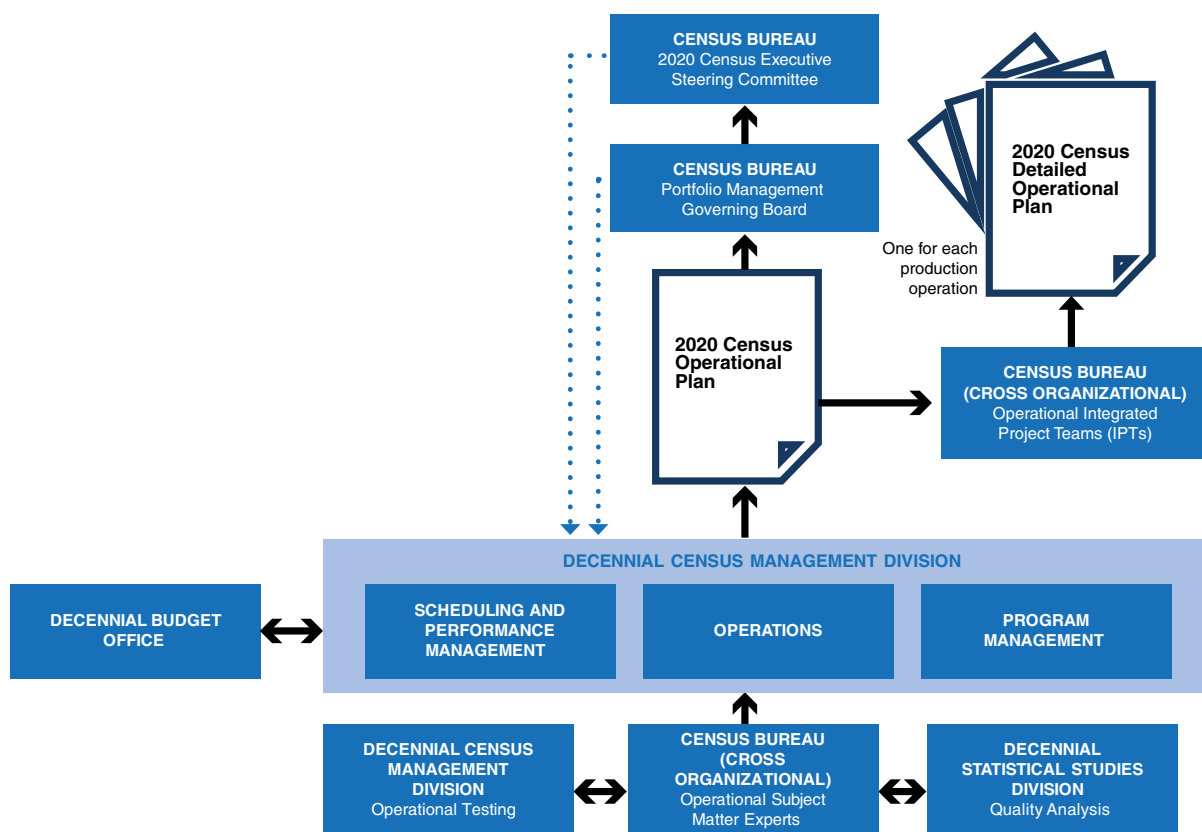 CENSUS BUREAU
2020 Census Executive
Steering Committee
CENSUS BUREAU
Portfolio Management
Governing Board
2020 Census
Detailed
Operational
Plan
One for each
production
operation
2020 Census
Operational
Plan
CENSUS BUREAU
(CROSS ORGANIZATIONAL)
Operational Integrated
Project Teams (IPTs)
DECENNIAL CENSUS MANAGEMENT DIVISION
DECENNIAL BUDGET
OFFICE
SCHEDULING AND
PERFORMANCE
MANAGEMENT
OPERATIONS
PROGRAM
MANAGEMENT
DECENNIAL CENSUS
MANAGEMENT
DIVISION
Operational Testing
CENSUS BUREAU
(CROSS
ORGANIZATIONAL)
Operational Subject
Matter Experts
DECENNIAL
STATISTICAL STUDIES
DIVISION
Quality Analysis